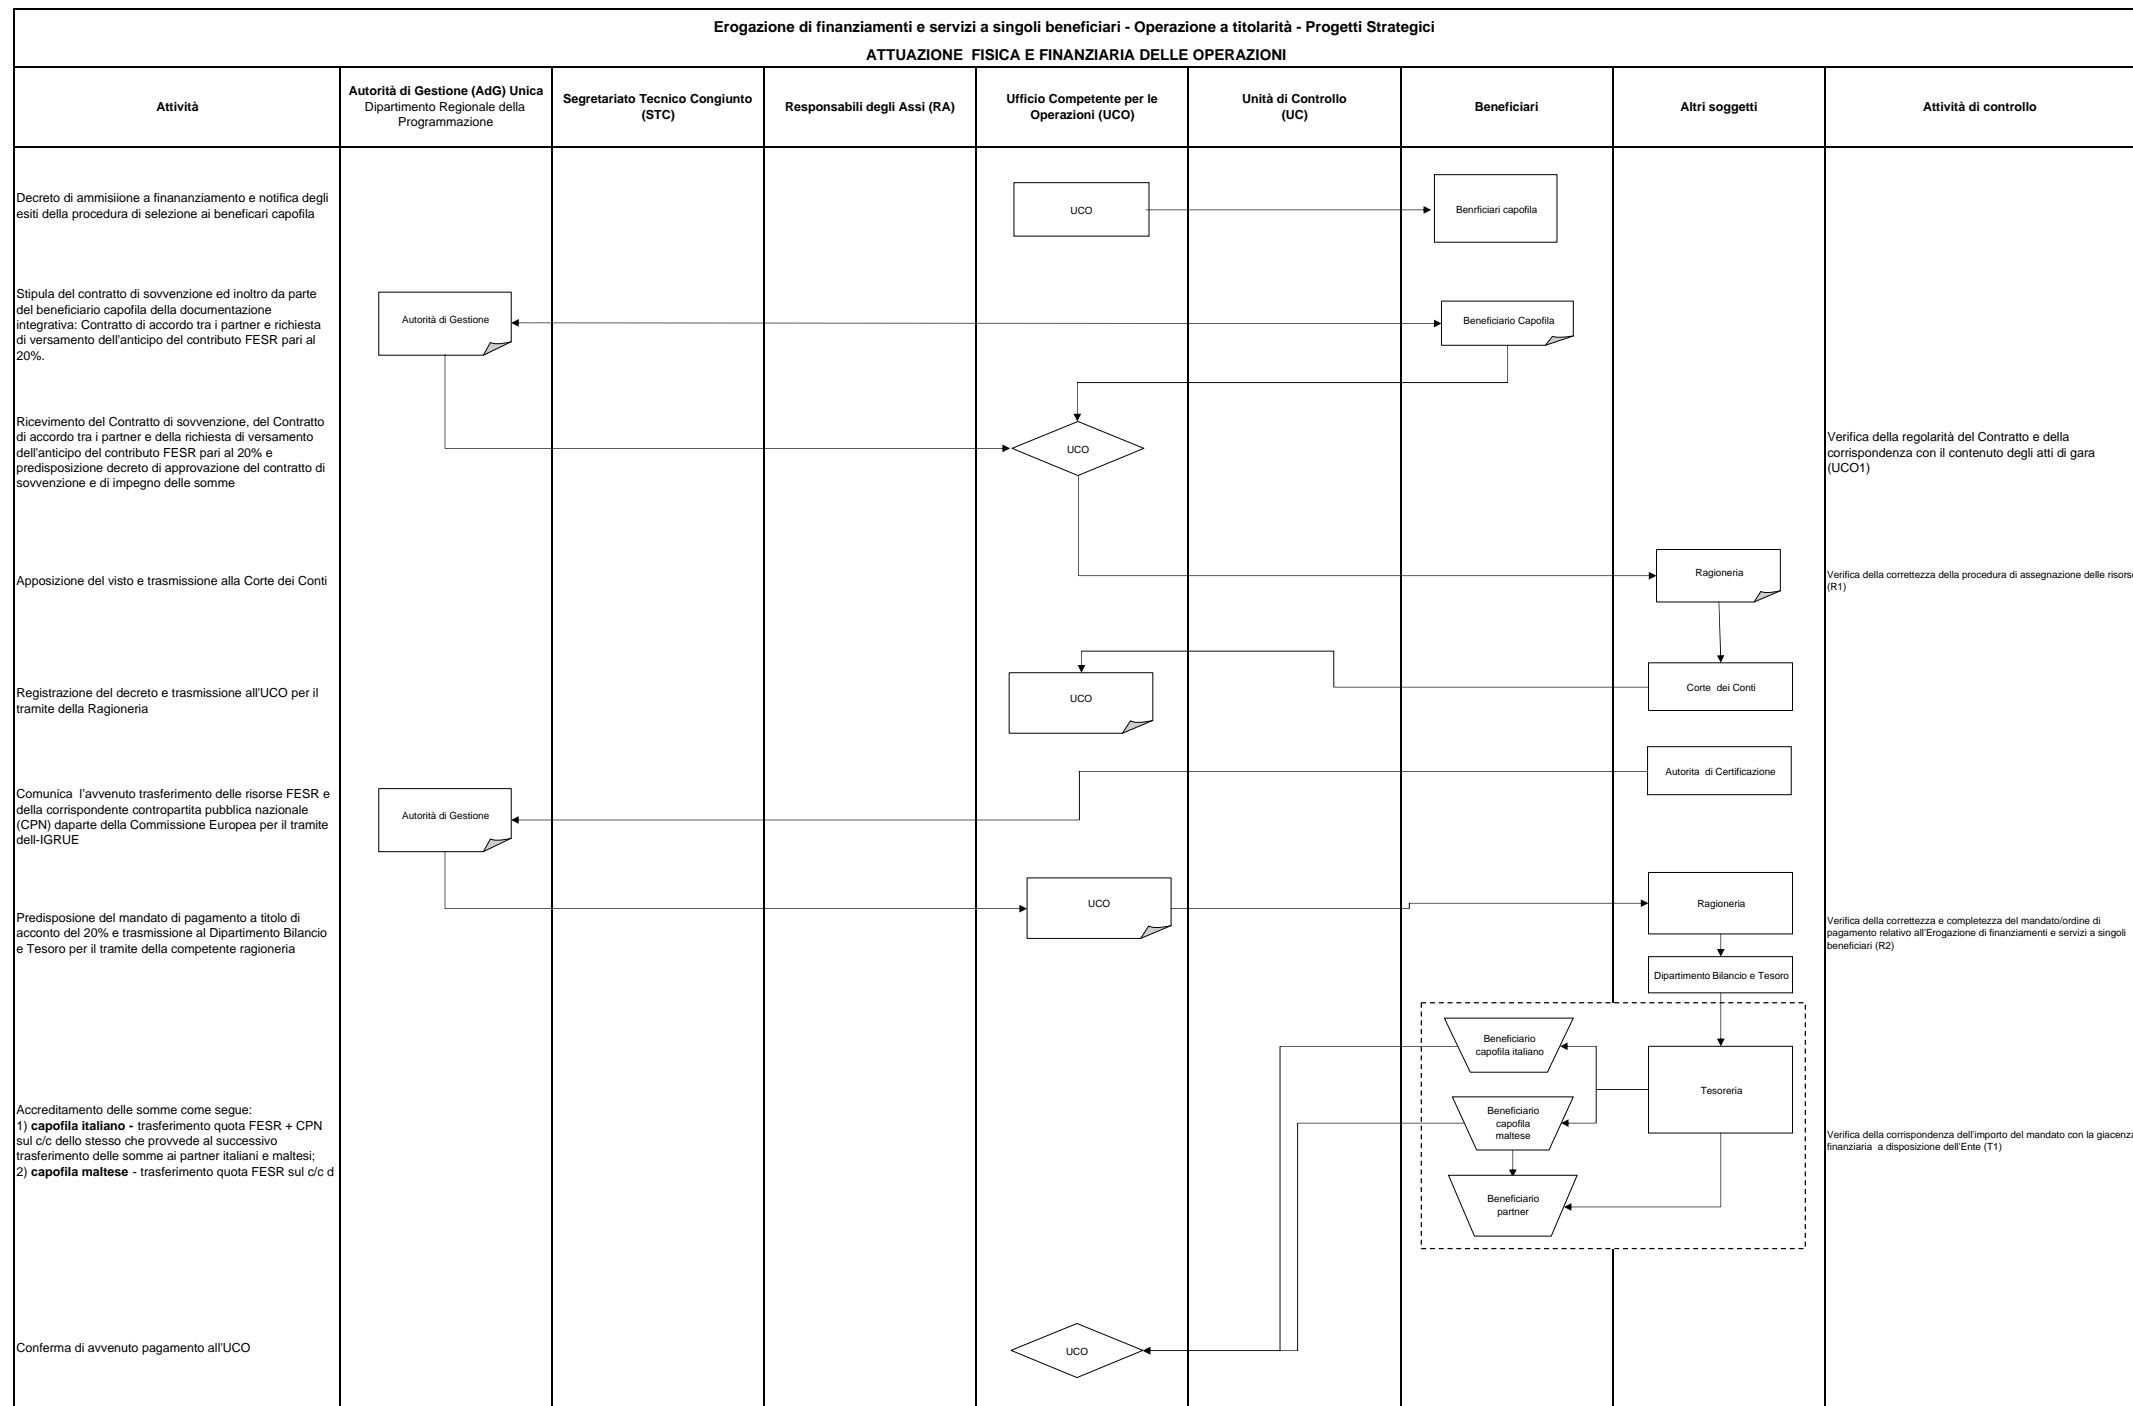 Erogazione di finanziamenti e servizi a singoli beneficiari - Operazione a titolarità - Progetti Strategici
ATTUAZIONE  FISICA E FINANZIARIA DELLE OPERAZIONI
Attività
Autorità di Gestione (AdG) Unica
Dipartimento Regionale della
Programmazione
Segretariato Tecnico Congiunto
(STC)
Responsabili degli Assi (RA)
Ufficio Competente per le
Operazioni (UCO)
Unità di Controllo
(UC)
Beneficiari
Altri soggetti
Attività di controllo
Decreto di ammisiione a finananziamento e notifica degli
esiti della procedura di selezione ai beneficari capofila
UCO
Benrficiari capofila
Stipula del contratto di sovvenzione ed inoltro da parte
del beneficiario capofila della documentazione
integrativa: Contratto di accordo tra i partner e richiesta
di versamento dell'anticipo del contributo FESR pari al
20%.
Autorità di Gestione
Beneficiario Capofila
Ricevimento del Contratto di sovvenzione, del Contratto
di accordo tra i partner e della richiesta di versamento
dell'anticipo del contributo FESR pari al 20% e
predisposizione decreto di approvazione del contratto di
sovvenzione e di impegno delle somme
UCO
Verifica della regolarità del Contratto e della
corrispondenza con il contenuto degli atti di gara
(UCO1)
Apposizione del visto e trasmissione alla Corte dei Conti
Ragioneria
Verifica della correttezza della procedura di assegnazione delle risorse
(R1)
Registrazione del decreto e trasmissione all'UCO per il
tramite della Ragioneria
UCO
Corte  dei Conti
Autorita  di Certificazione
Comunica  l'avvenuto trasferimento delle risorse FESR e
della corrispondente contropartita pubblica nazionale
(CPN) daparte della Commissione Europea per il tramite
dell-IGRUE
Autorità di Gestione
Predisposione del mandato di pagamento a titolo di
acconto del 20% e trasmissione al Dipartimento Bilancio
e Tesoro per il tramite della competente ragioneria
UCO
Ragioneria
Verifica della correttezza e completezza del mandato/ordine di
pagamento relativo all'Erogazione di finanziamenti e servizi a singoli
beneficiari (R2)
Dipartimento Bilancio e Tesoro
Beneficiario
capofila italiano
Tesoreria
Accreditamento delle somme come segue:
1) capofila italiano - trasferimento quota FESR + CPN
sul c/c dello stesso che provvede al successivo
trasferimento delle somme ai partner italiani e maltesi;
2) capofila maltese - trasferimento quota FESR sul c/c d
Beneficiario
capofila
maltese
Verifica della corrispondenza dell'importo del mandato con la giacenza
finanziaria  a disposizione dell'Ente (T1)
Beneficiario
partner
Conferma di avvenuto pagamento all'UCO
UCO